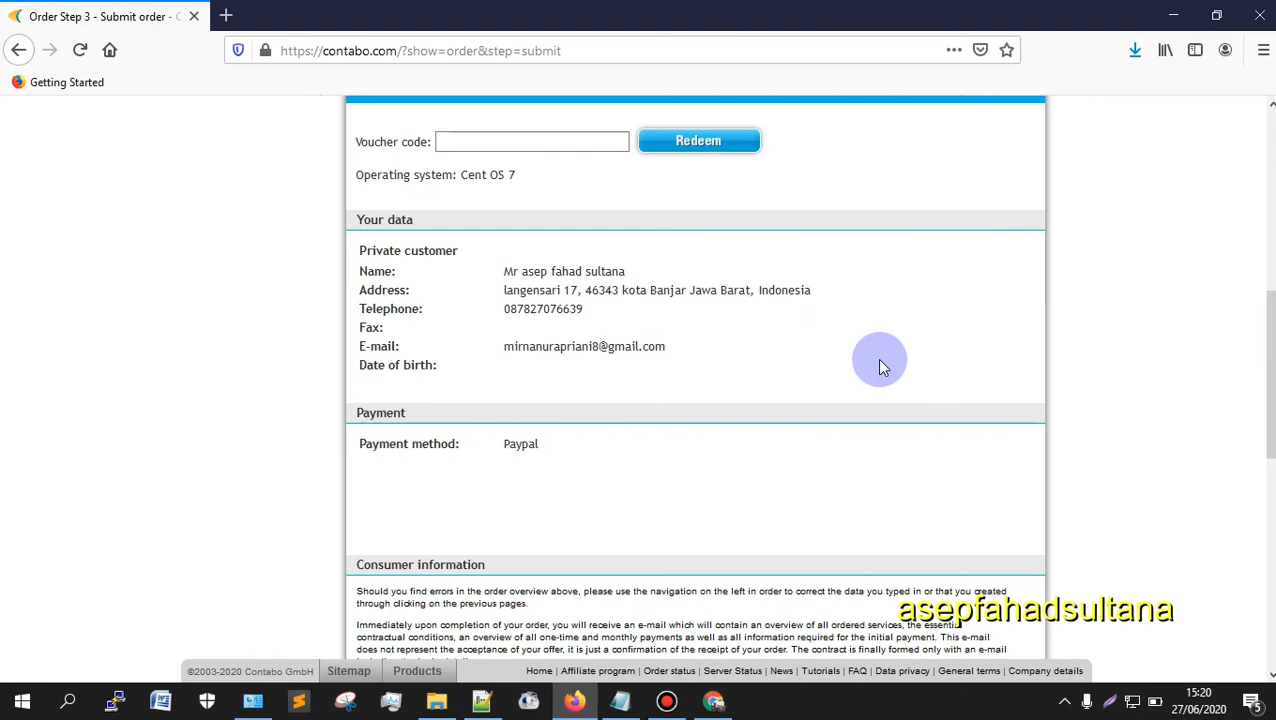 Order Step 3 - Submit order - C
https://contabo.com/?show=order&step=submit
Getting Started
Voucher code:
Redeem
Operating system: Cent OS 7
Your data
Private customer
Name: Mr asep fahad sultana
Address: langensari 17, 46343 kota Banjar Jawa Barat, Indonesia
Telephone: 087827076639
Fax:
E-mail: mirnanurapriani8@gmail.com
Date of birth:
Payment
Payment method: Paypal
Consumer information
Should you find errors in the order overview above, please use the navigation on the left in order to correct the data you typed in or that you created
through clicking on the previous pages.
asepfahadsultana
Immediately upon completion of your order, you will receive an e-mail which will contain an overview of all ordered services, the essential
contractual conditions, an overview of all one-time and monthly payments as well as all information required for the initial payment. This e-mail
does not represent the acceptance of your offer, it is just a confirmation of the receipt of your order. The contract is finally formed only with an e-mail
©2003-2020 Contabo GmbH Sitemap Products Home | Affiliate program | Order status | Server Status | News | Tutorials | FAQ | Data privacy | General terms | Company details
15:20
27/06/2020
5